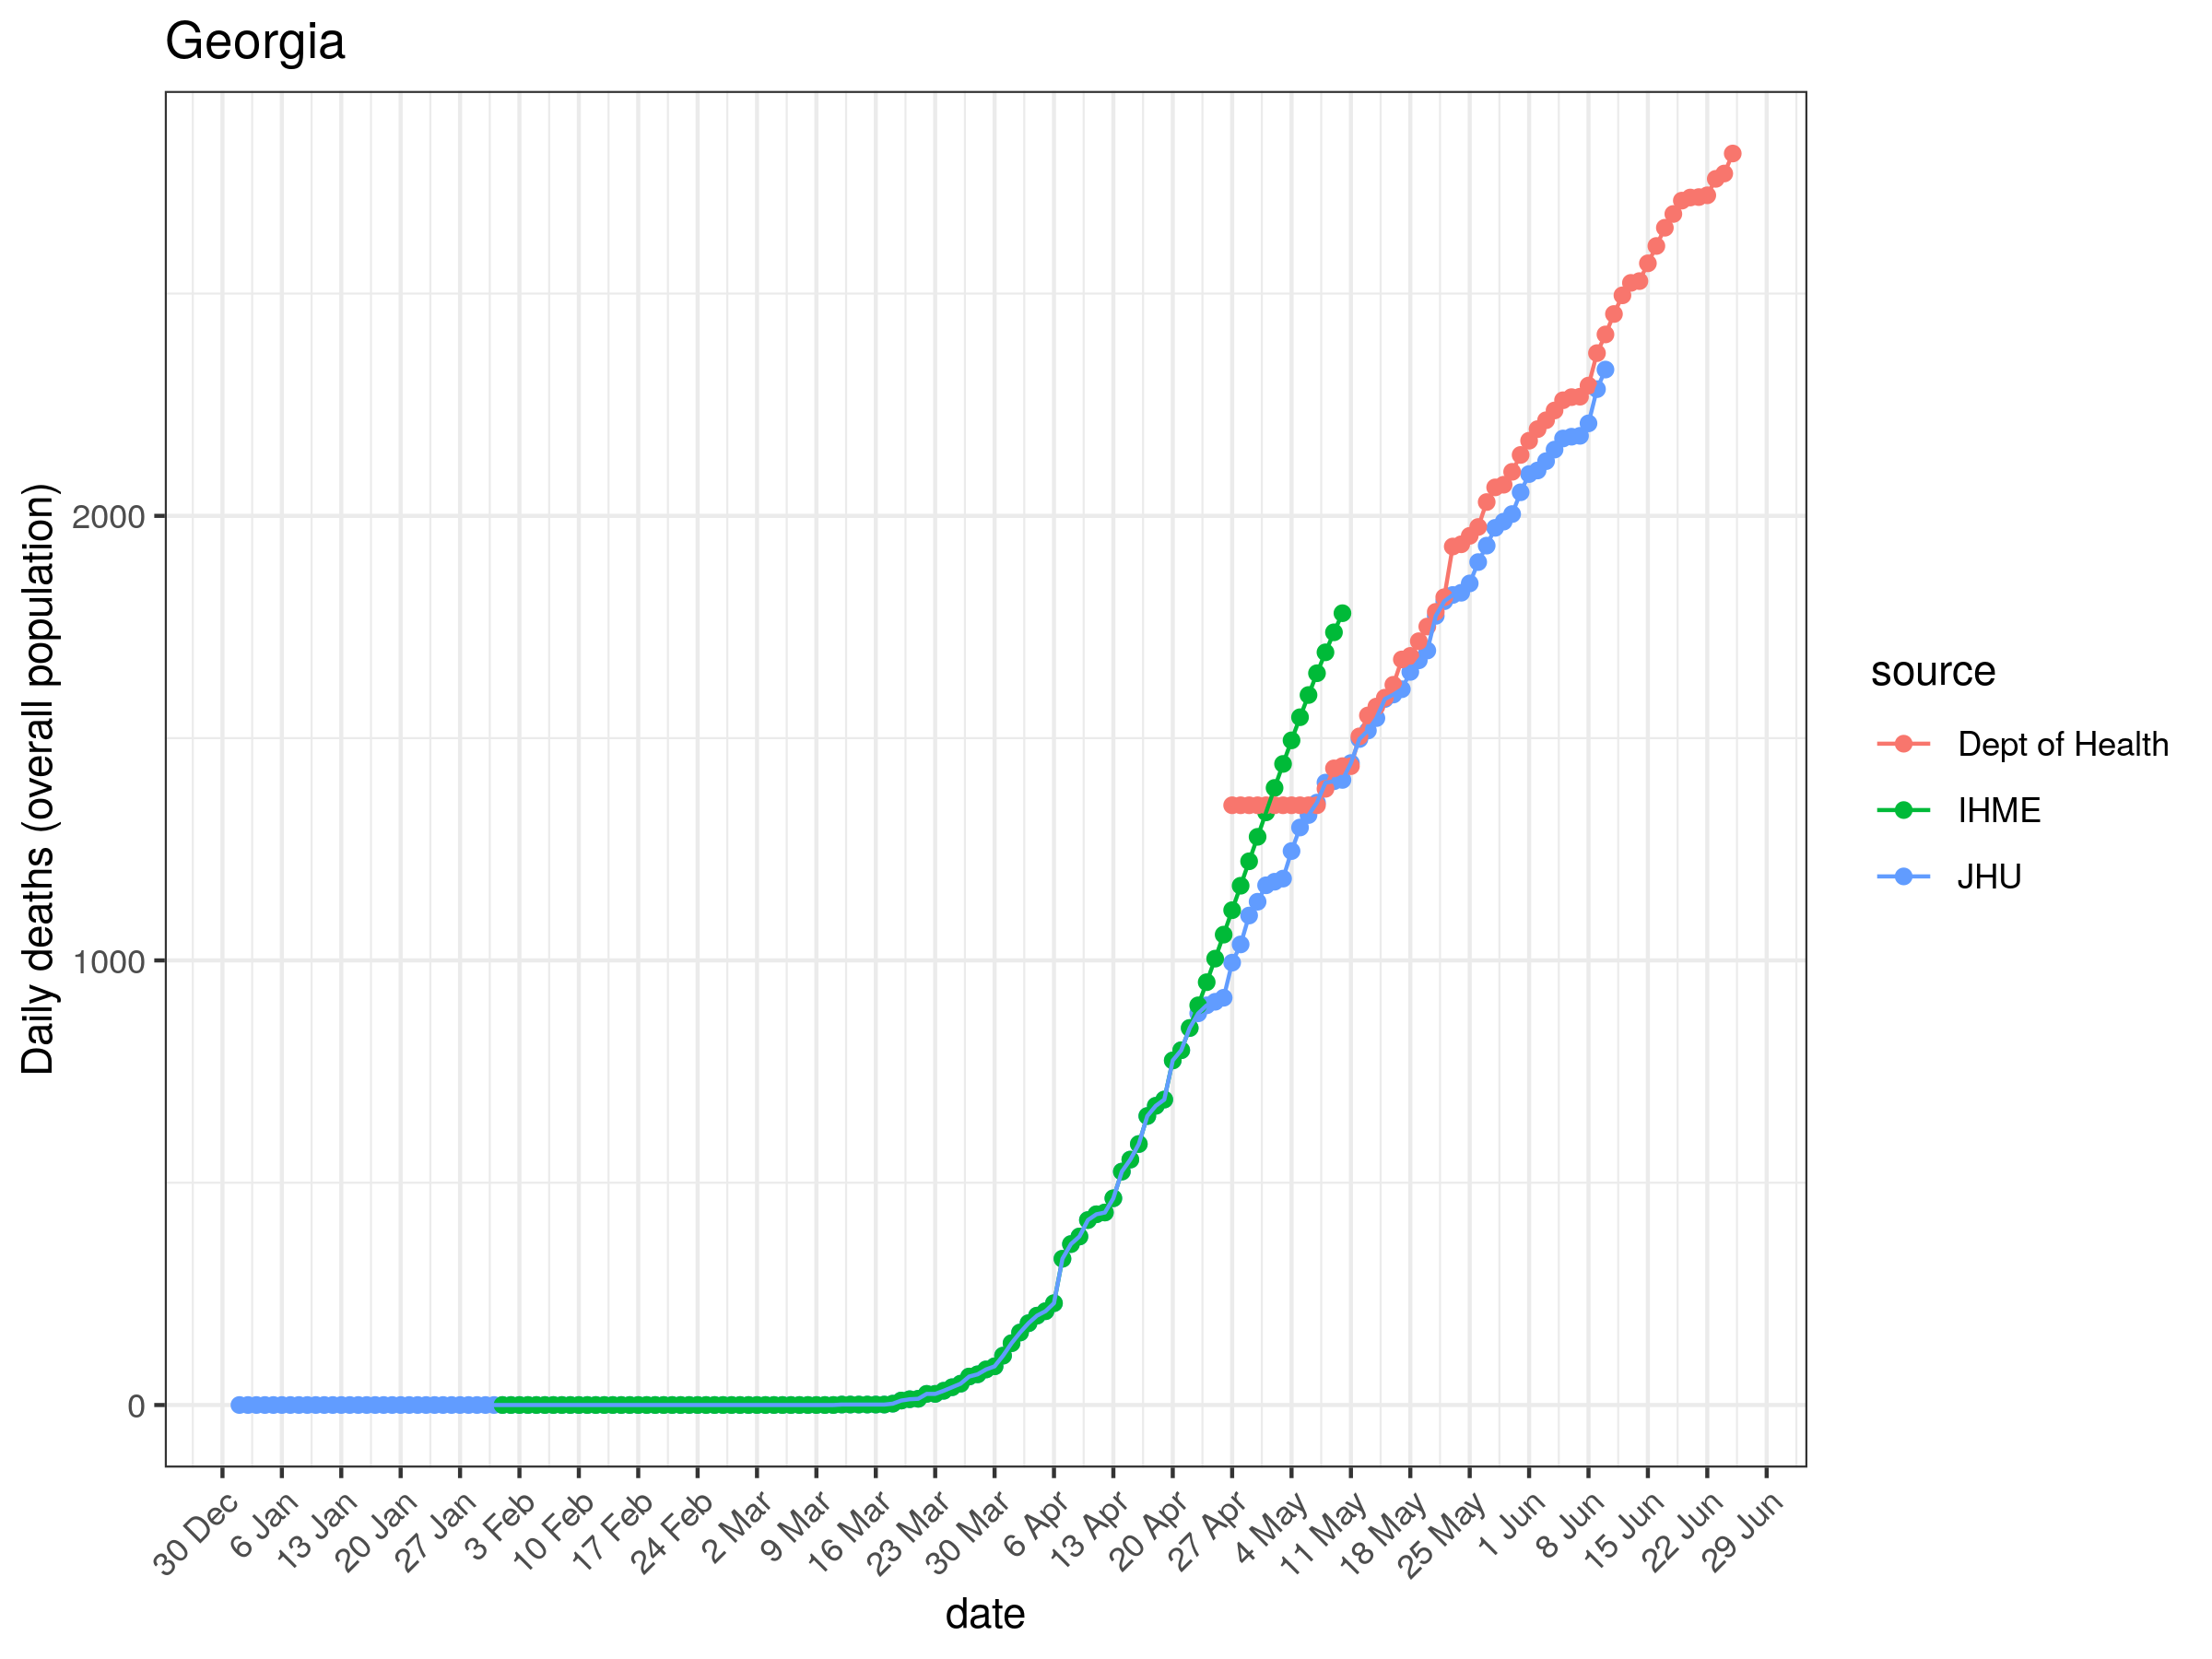 Georgia
Daily deaths (overall population)
2000
1000
0
30 Dec
6 Jan
13 Jan
20 Jan
27 Jan
3 Feb
10 Feb
17 Feb
24 Feb
2 Mar
9 Mar
16 Mar
23 Mar
30 Mar
6 Apr
13 Apr
20 Apr
27 Apr
4 May
11 May
18 May
25 May
1 Jun
8 Jun
15 Jun
22 Jun
29 Jun
date
source
Dept of Health
IHME
JHU